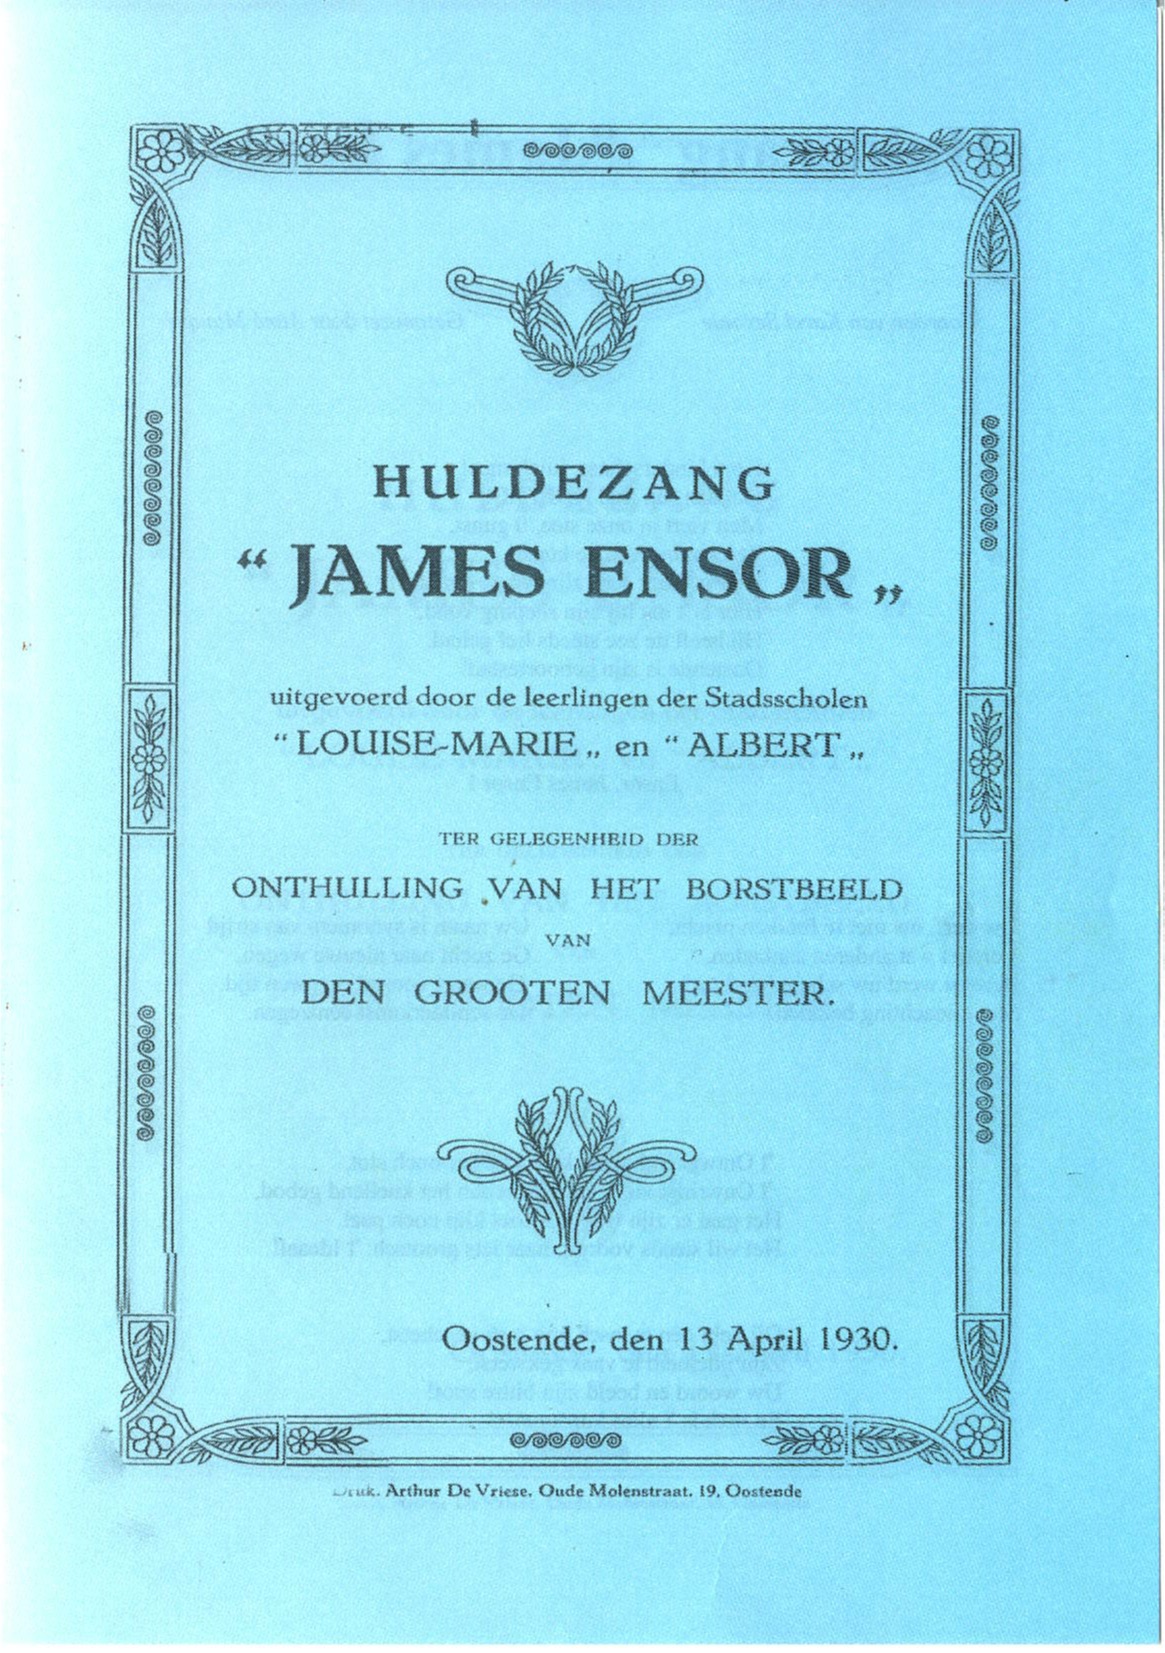 HULDEZANG
“ JAMES ENSOR „
uitgevoerd door de leerlingen der Stadsscholen
“ LOUISE-MARIE „ en “ ALBERT „
TER GELEGENHEID DER
ONTHULLING VAN HET BORSTBEELD
VAN
DEN GROOTEN MEESTER.
Oostende, den 13 April 1930.
Druk. Arthur De Vriese, Oude Molenstraat, 19, Oostende